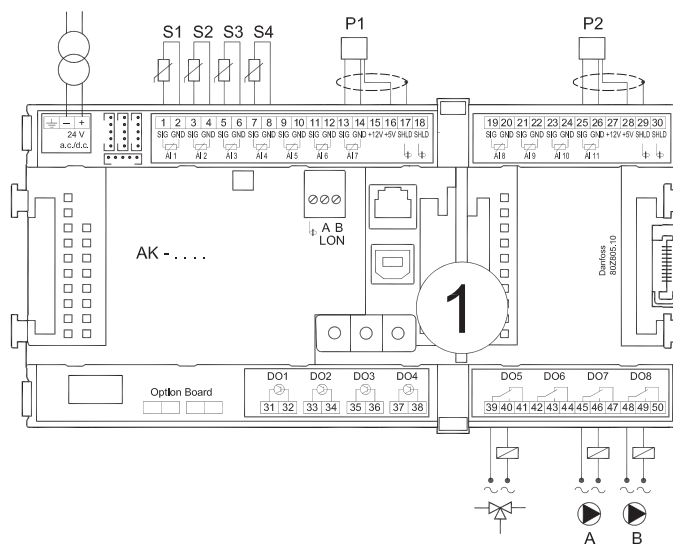 S1 S2 S3 S4 P1 P2
1 2 3 4 5 6 7 8 9 10 11 12 13 14 15 16 17 18
SIG GND SIG GND SIG GND SIG GND SIG GND SIG GND SIG GND +12V +5V SHLD SHLD
AI 1 AI 2 AI 3 AI 4 AI 5 AI 6 AI 7
19 20 21 22 23 24 25 26 27 28 29 30
SIG GND SIG GND SIG GND SIG GND +12V +5V SHLD SHLD
AI 8 AI 9 AI 10 AI 11
– +
24 V
a.c./d.c.
A B
LON
AK - . . . .
1
Danfoss
80Z805.10
Option Board
DO1 DO2 DO3 DO4
31 32 33 34 35 36 37 38
DO5 DO6 DO7 DO8
39 40 41 42 43 44 45 46 47 48 49 50
A B